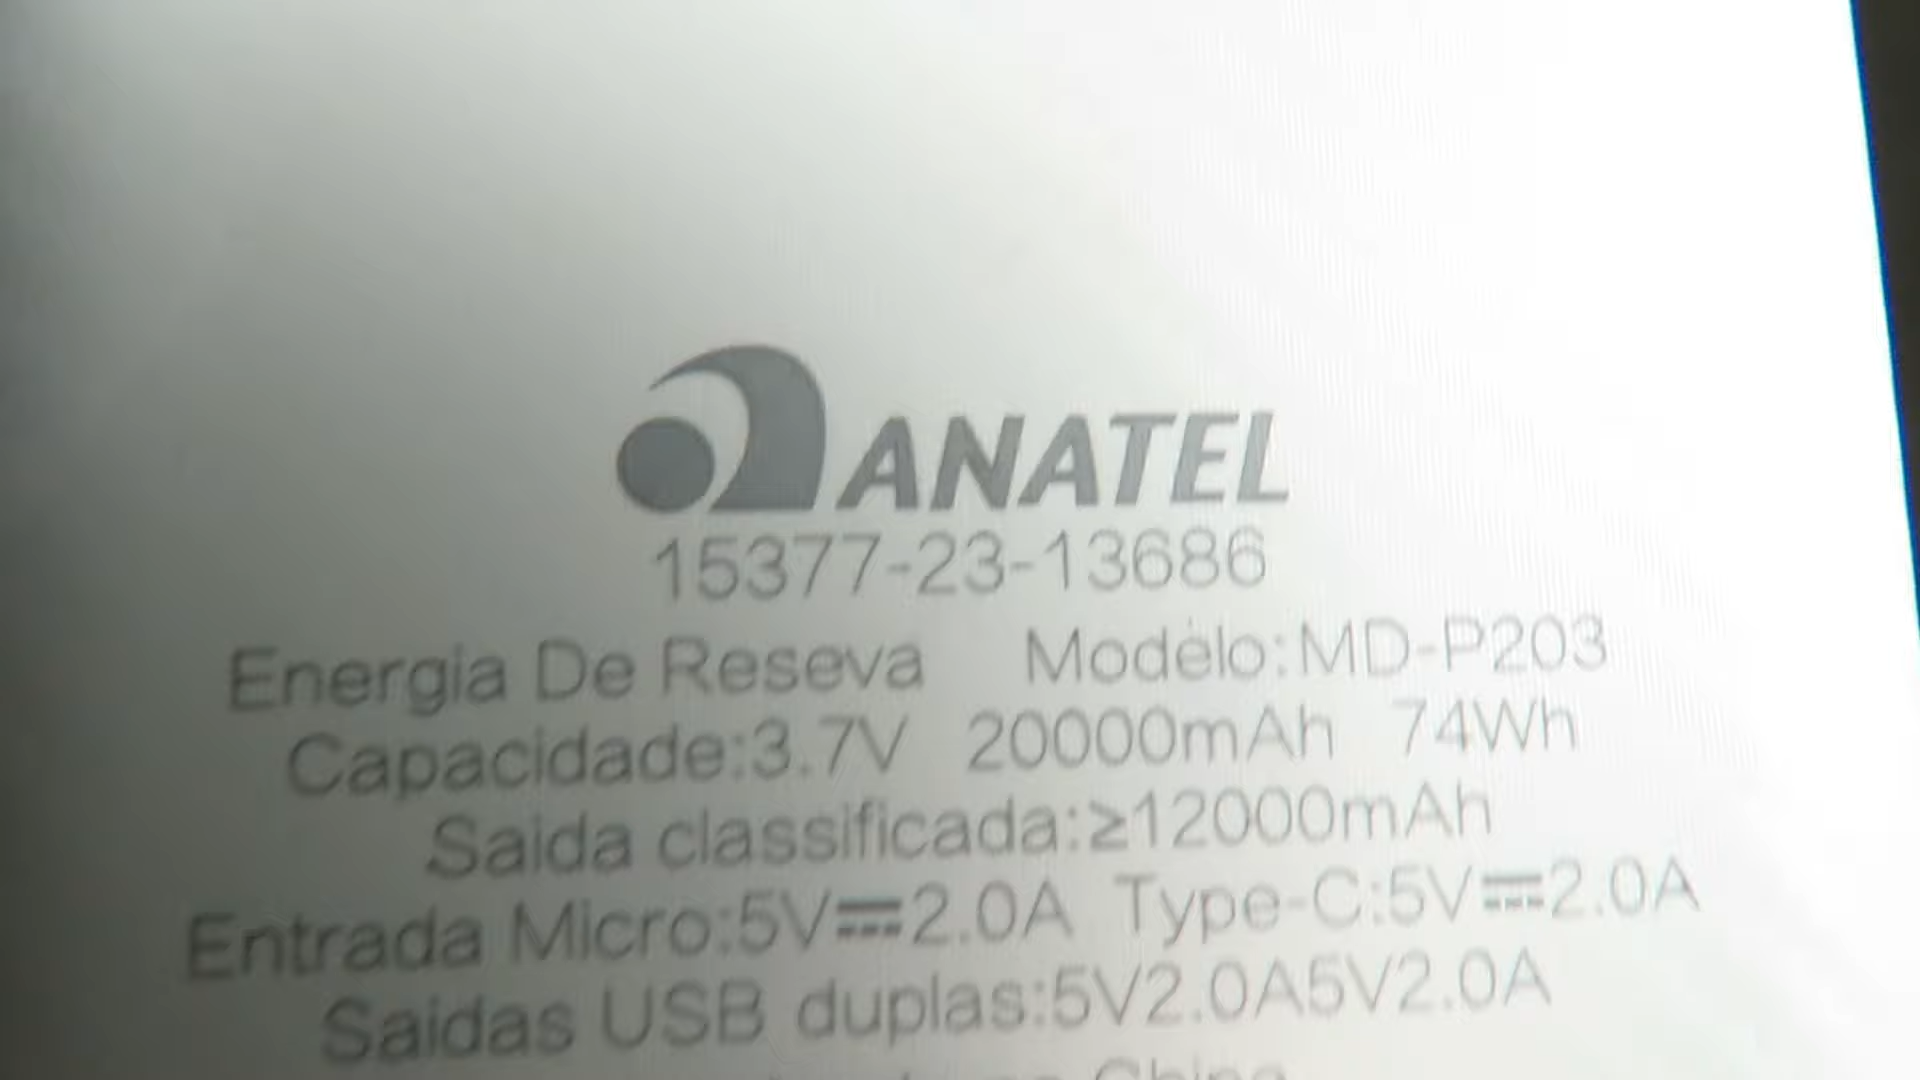 ANATEL
15377-23-13686
Energia De Reseva Modelo:MD-P203
Capacidade:3.7V 20000mAh 74Wh
Saida classificada:≥12000mAh
Entrada Micro:5V⎓2.0A Type-C:5V⎓2.0A
Saidas USB duplas:5V2.0A5V2.0A
China